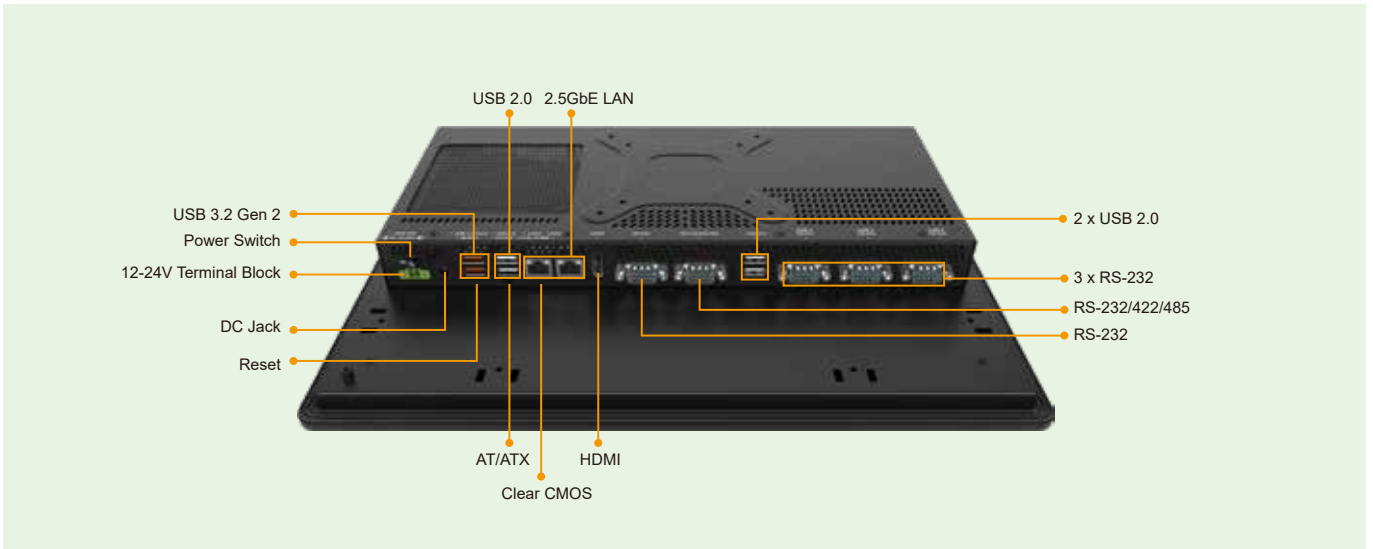 USB 2.0 2.5GbE LAN
USB 3.2 Gen 2
Power Switch
12-24V Terminal Block
DC Jack
Reset
2 x USB 2.0
3 x RS-232
RS-232/422/485
RS-232
AT/ATX HDMI
Clear CMOS